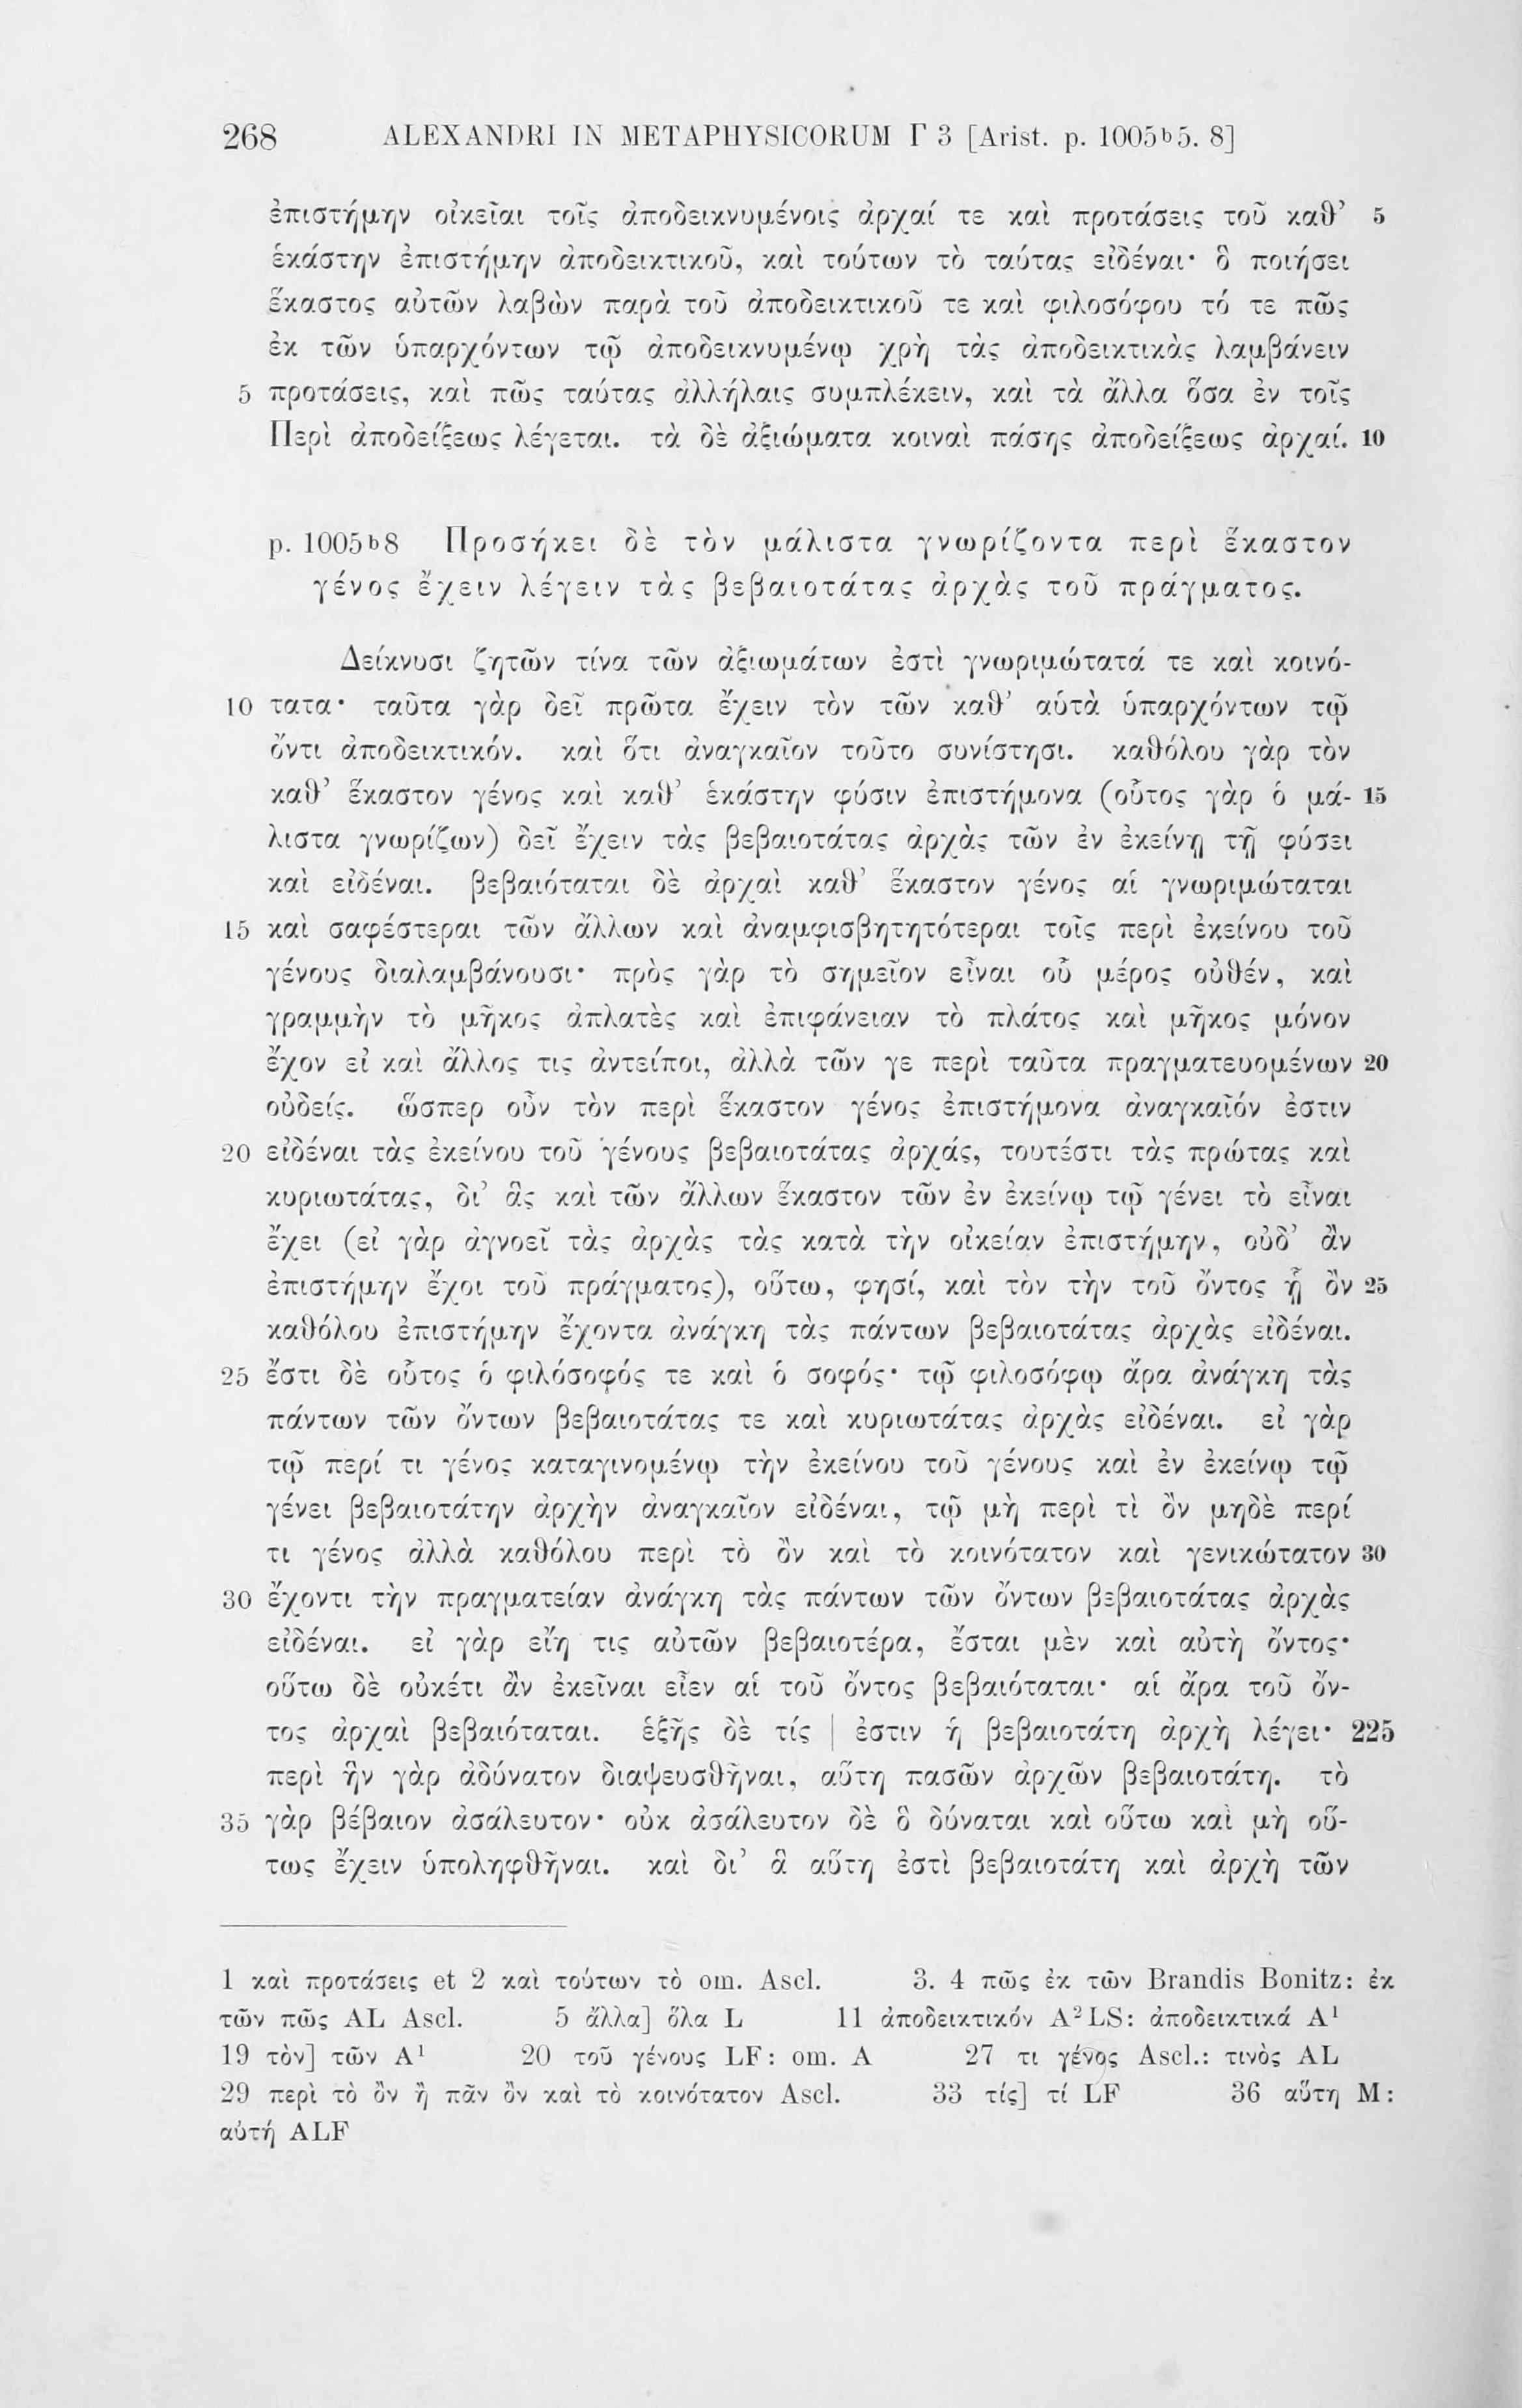 268 ALEXANDRI IN METAPHYSICORUM Γ 3 [Arist. p. 1005b5. 8]
ἐπιστήμην οἰκεῖαι τοῖς ἀποδεικνυμένοις ἀρχαί τε καὶ προτάσεις τοῦ καθ’ 5
ἑκάστην ἐπιστήμην ἀποδεικτικοῦ, καὶ τούτων τὸ ταύτας εἰδέναι· ὃ ποιήσει
ἕκαστος αὐτῶν λαβὼν παρὰ τοῦ ἀποδεικτικοῦ τε καὶ φιλοσόφου τό τε πῶς
ἐκ τῶν ὑπαρχόντων τῷ ἀποδεικνυμένῳ χρὴ τὰς ἀποδεικτικὰς λαμβάνειν
5 προτάσεις, καὶ πῶς ταύτας ἀλλήλαις συμπλέκειν, καὶ τὰ ἄλλα ὅσα ἐν τοῖς
Περὶ ἀποδείξεως λέγεται. τὰ δὲ ἀξιώματα κοιναὶ πάσης ἀποδείξεως ἀρχαί. 10
p. 1005b8 Προσήκει δὲ τὸν μάλιστα γνωρίζοντα περὶ ἕκαστον
γένος ἔχειν λέγειν τὰς βεβαιοτάτας ἀρχὰς τοῦ πράγματος.
Δείκνυσι ζητῶν τίνα τῶν ἀξιωμάτων ἐστὶ γνωριμώτατά τε καὶ κοινό-
10 τατα· ταῦτα γὰρ δεῖ πρῶτα ἔχειν τὸν τῶν καθ’ αὑτὰ ὑπαρχόντων τῷ
ὄντι ἀποδεικτικόν. καὶ ὅτι ἀναγκαῖον τοῦτο συνίστησι. καθόλου γὰρ τὸν
καθ’ ἕκαστον γένος καὶ καθ’ ἑκάστην φύσιν ἐπιστήμονα (οὗτος γὰρ ὁ μά- 15
λιστα γνωρίζων) δεῖ ἔχειν τὰς βεβαιοτάτας ἀρχὰς τῶν ἐν ἐκείνῃ τῇ φύσει
καὶ εἰδέναι. βεβαιόταται δὲ ἀρχαὶ καθ’ ἕκαστον γένος αἱ γνωριμώταται
15 καὶ σαφέστεραι τῶν ἄλλων καὶ ἀναμφισβητητότεραι τοῖς περὶ ἐκείνου τοῦ
γένους διαλαμβάνουσι· πρὸς γὰρ τὸ σημεῖον εἶναι οὗ μέρος οὐθέν, καὶ
γραμμὴν τὸ μῆκος ἀπλατὲς καὶ ἐπιφάνειαν τὸ πλάτος καὶ μῆκος μόνον
ἔχον εἰ καὶ ἄλλος τις ἀντείποι, ἀλλὰ τῶν γε περὶ ταῦτα πραγματευομένων 20
οὐδείς. ὥσπερ οὖν τὸν περὶ ἕκαστον γένος ἐπιστήμονα ἀναγκαῖόν ἐστιν
20 εἰδέναι τὰς ἐκείνου τοῦ γένους βεβαιοτάτας ἀρχάς, τουτέστι τὰς πρώτας καὶ
κυριωτάτας, δι’ ἃς καὶ τῶν ἄλλων ἕκαστον τῶν ἐν ἐκείνῳ τῷ γένει τὸ εἶναι
ἔχει (εἰ γὰρ ἀγνοεῖ τὰς ἀρχὰς τὰς κατὰ τὴν οἰκείαν ἐπιστήμην, οὐδ’ ἂν
ἐπιστήμην ἔχοι τοῦ πράγματος), οὕτω, φησί, καὶ τὸν τὴν τοῦ ὄντος ᾗ ὂν 25
καθόλου ἐπιστήμην ἔχοντα ἀνάγκη τὰς πάντων βεβαιοτάτας ἀρχὰς εἰδέναι.
25 ἔστι δὲ οὗτος ὁ φιλόσοφός τε καὶ ὁ σοφός· τῷ φιλοσόφῳ ἄρα ἀνάγκη τὰς
πάντων τῶν ὄντων βεβαιοτάτας τε καὶ κυριωτάτας ἀρχὰς εἰδέναι. εἰ γὰρ
τῷ περί τι γένος καταγινομένῳ τὴν ἐκείνου τοῦ γένους καὶ ἐν ἐκείνῳ τῷ
γένει βεβαιοτάτην ἀρχὴν ἀναγκαῖον εἰδέναι, τῷ μὴ περὶ τὶ ὂν μηδὲ περί
τι γένος ἀλλὰ καθόλου περὶ τὸ ὂν καὶ τὸ κοινότατον καὶ γενικώτατον 30
30 ἔχοντι τὴν πραγματείαν ἀνάγκη τὰς πάντων τῶν ὄντων βεβαιοτάτας ἀρχὰς
εἰδέναι. εἰ γὰρ εἴη τις αὐτῶν βεβαιοτέρα, ἔσται μὲν καὶ αὐτὴ ὄντος·
οὕτω δὲ οὐκέτι ἂν ἐκεῖναι εἶεν αἱ τοῦ ὄντος βεβαιόταται· αἱ ἄρα τοῦ ὄν-
τος ἀρχαὶ βεβαιόταται. ἑξῆς δὲ τίς | ἐστιν ἡ βεβαιοτάτη ἀρχὴ λέγει· 225
περὶ ἣν γὰρ ἀδύνατον διαψευσθῆναι, αὕτη πασῶν ἀρχῶν βεβαιοτάτη. τὸ
35 γὰρ βέβαιον ἀσάλευτον· οὐκ ἀσάλευτον δὲ ὃ δύναται καὶ οὕτω καὶ μὴ οὕ-
τως ἔχειν ὑποληφθῆναι. καὶ δι’ ἃ αὕτη ἐστὶ βεβαιοτάτη καὶ ἀρχὴ τῶν
1 καὶ προτάσεις et 2 καὶ τούτων τὸ om. Ascl. 3. 4 πῶς ἐκ τῶν Brandis Bonitz: ἐκ
τῶν πῶς AL Ascl. 5 ἄλλα] ὅλα L 11 ἀποδεικτικόν A²LS: ἀποδεικτικά A¹
19 τὸν] τῶν A¹ 20 τοῦ γένους LF: om. A 27 τι γένος Ascl.: τινὸς AL
29 περὶ τὸ ὂν ἢ πᾶν ὂν καὶ τὸ κοινότατον Ascl. 33 τίς] τί LF 36 αὕτη M:
αὐτή ALF